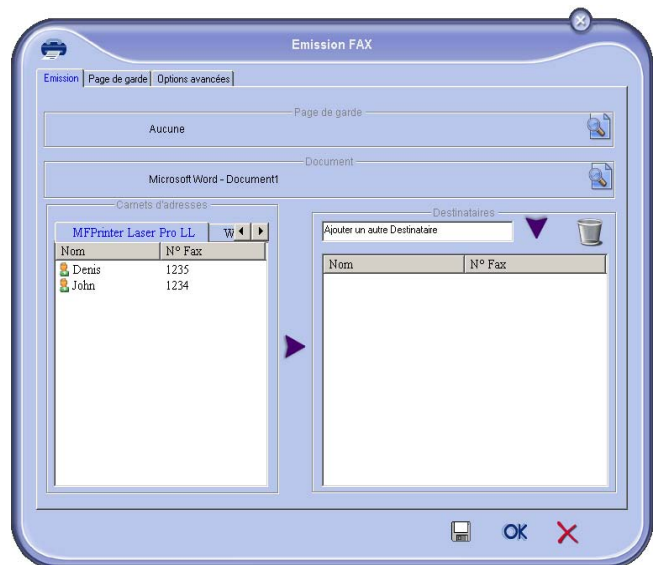 Emission FAX
Emission Page de garde Options avancées
Page de garde
Aucune
Document
Microsoft Word - Document1
Carnets d'adresses
MFPrinter Laser Pro LL W
Nom N° Fax
Denis 1235
John 1234
Destinataires
Ajouter un autre Destinataire
Nom N° Fax
OK